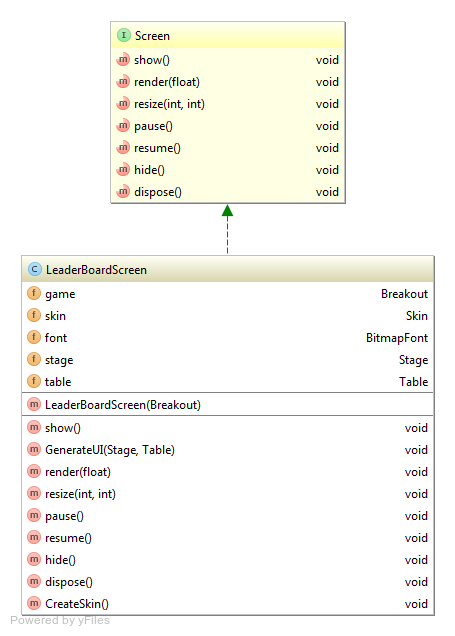 I Screen
m show() void
m render(float) void
m resize(int, int) void
m pause() void
m resume() void
m hide() void
m dispose() void
C LeaderBoardScreen
f game Breakout
f skin Skin
f font BitmapFont
f stage Stage
f table Table
m LeaderBoardScreen(Breakout)
m show() void
m GenerateUI(Stage, Table) void
m render(float) void
m resize(int, int) void
m pause() void
m resume() void
m hide() void
m dispose() void
m CreateSkin() void
Powered by yFiles